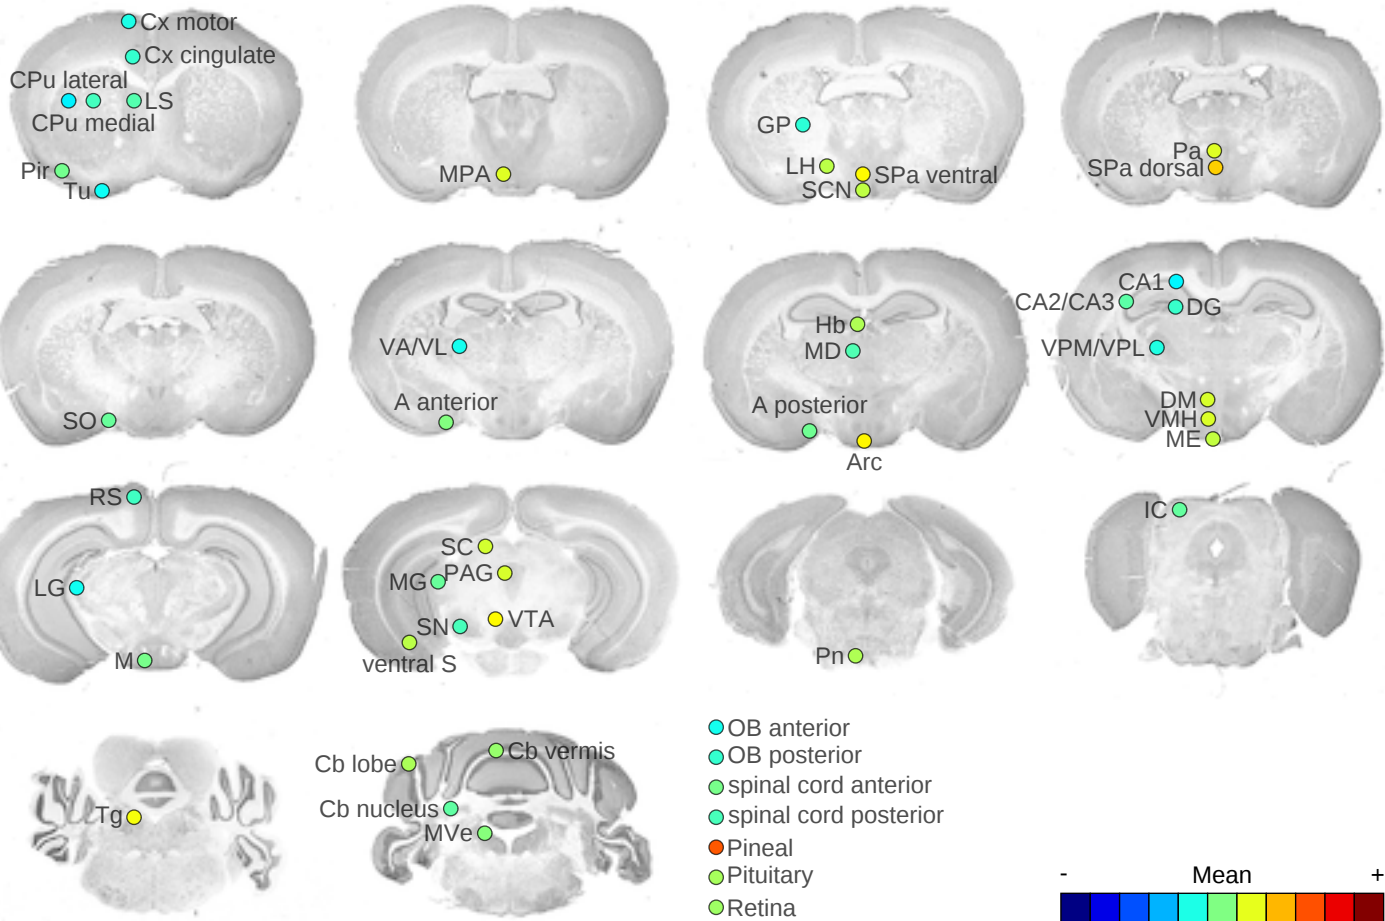 Cx motor
Cx cingulate
CPu lateral
LS
CPu medial
Pir
Tu
MPA
GP
LH
SPa ventral
SCN
Pa
SPa dorsal
SO
VA/VL
A anterior
Hb
MD
A posterior
Arc
CA1
CA2/CA3
DG
VPM/VPL
DM
VMH
ME
RS
LG
M
SC
MG
PAG
SN
VTA
ventral S
Pn
IC
Tg
Cb lobe
Cb vermis
Cb nucleus
MVe
OB anterior
OB posterior
spinal cord anterior
spinal cord posterior
Pineal
Pituitary
Retina
- Mean +